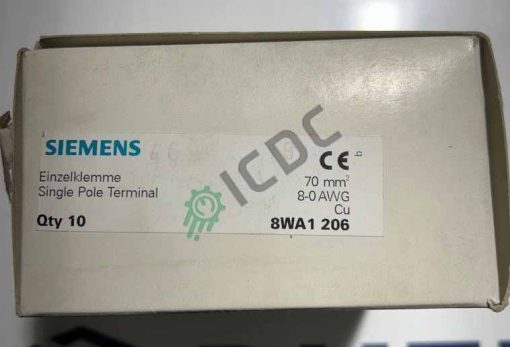 SIEMENS
Einzelklemme
Single Pole Terminal
Qty 10
CE
b
70 mm²
8-0 AWG
Cu
8WA1 206
ICDC